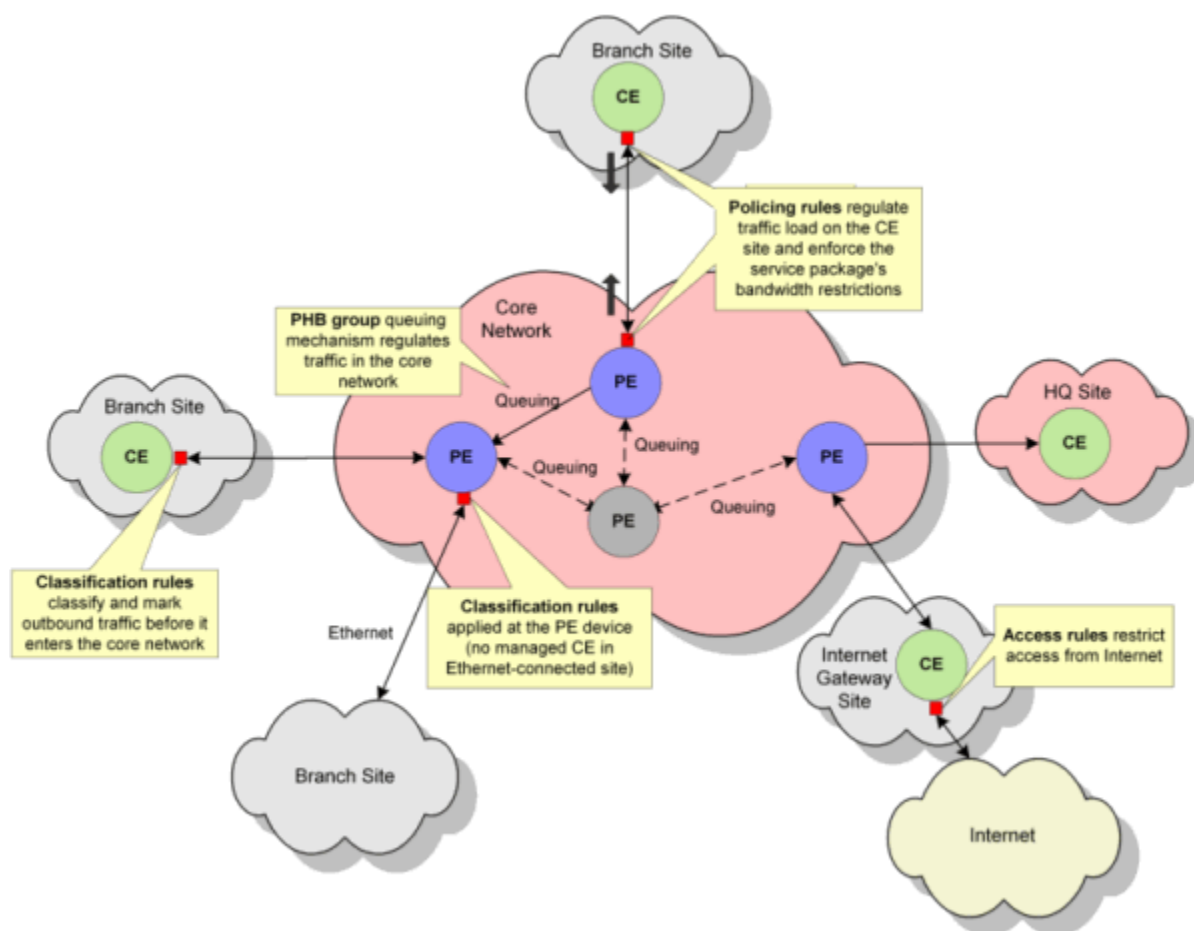 Branch Site
CE
Policing rules regulate
traffic load on the CE
site and enforce the
service package's
bandwidth restrictions
Core
Network
PHB group queuing
mechanism regulates
traffic in the core
network
PE
Queuing
Branch Site
CE
PE
Queuing
Queuing
PE
HQ Site
CE
PE
Queuing
Classification rules
classify and mark
outbound traffic before it
enters the core network
Classification rules
applied at the PE device
(no managed CE in
Ethernet-connected site)
Ethernet
Branch Site
CE
Internet
Gateway
Site
Access rules restrict
access from Internet
Internet